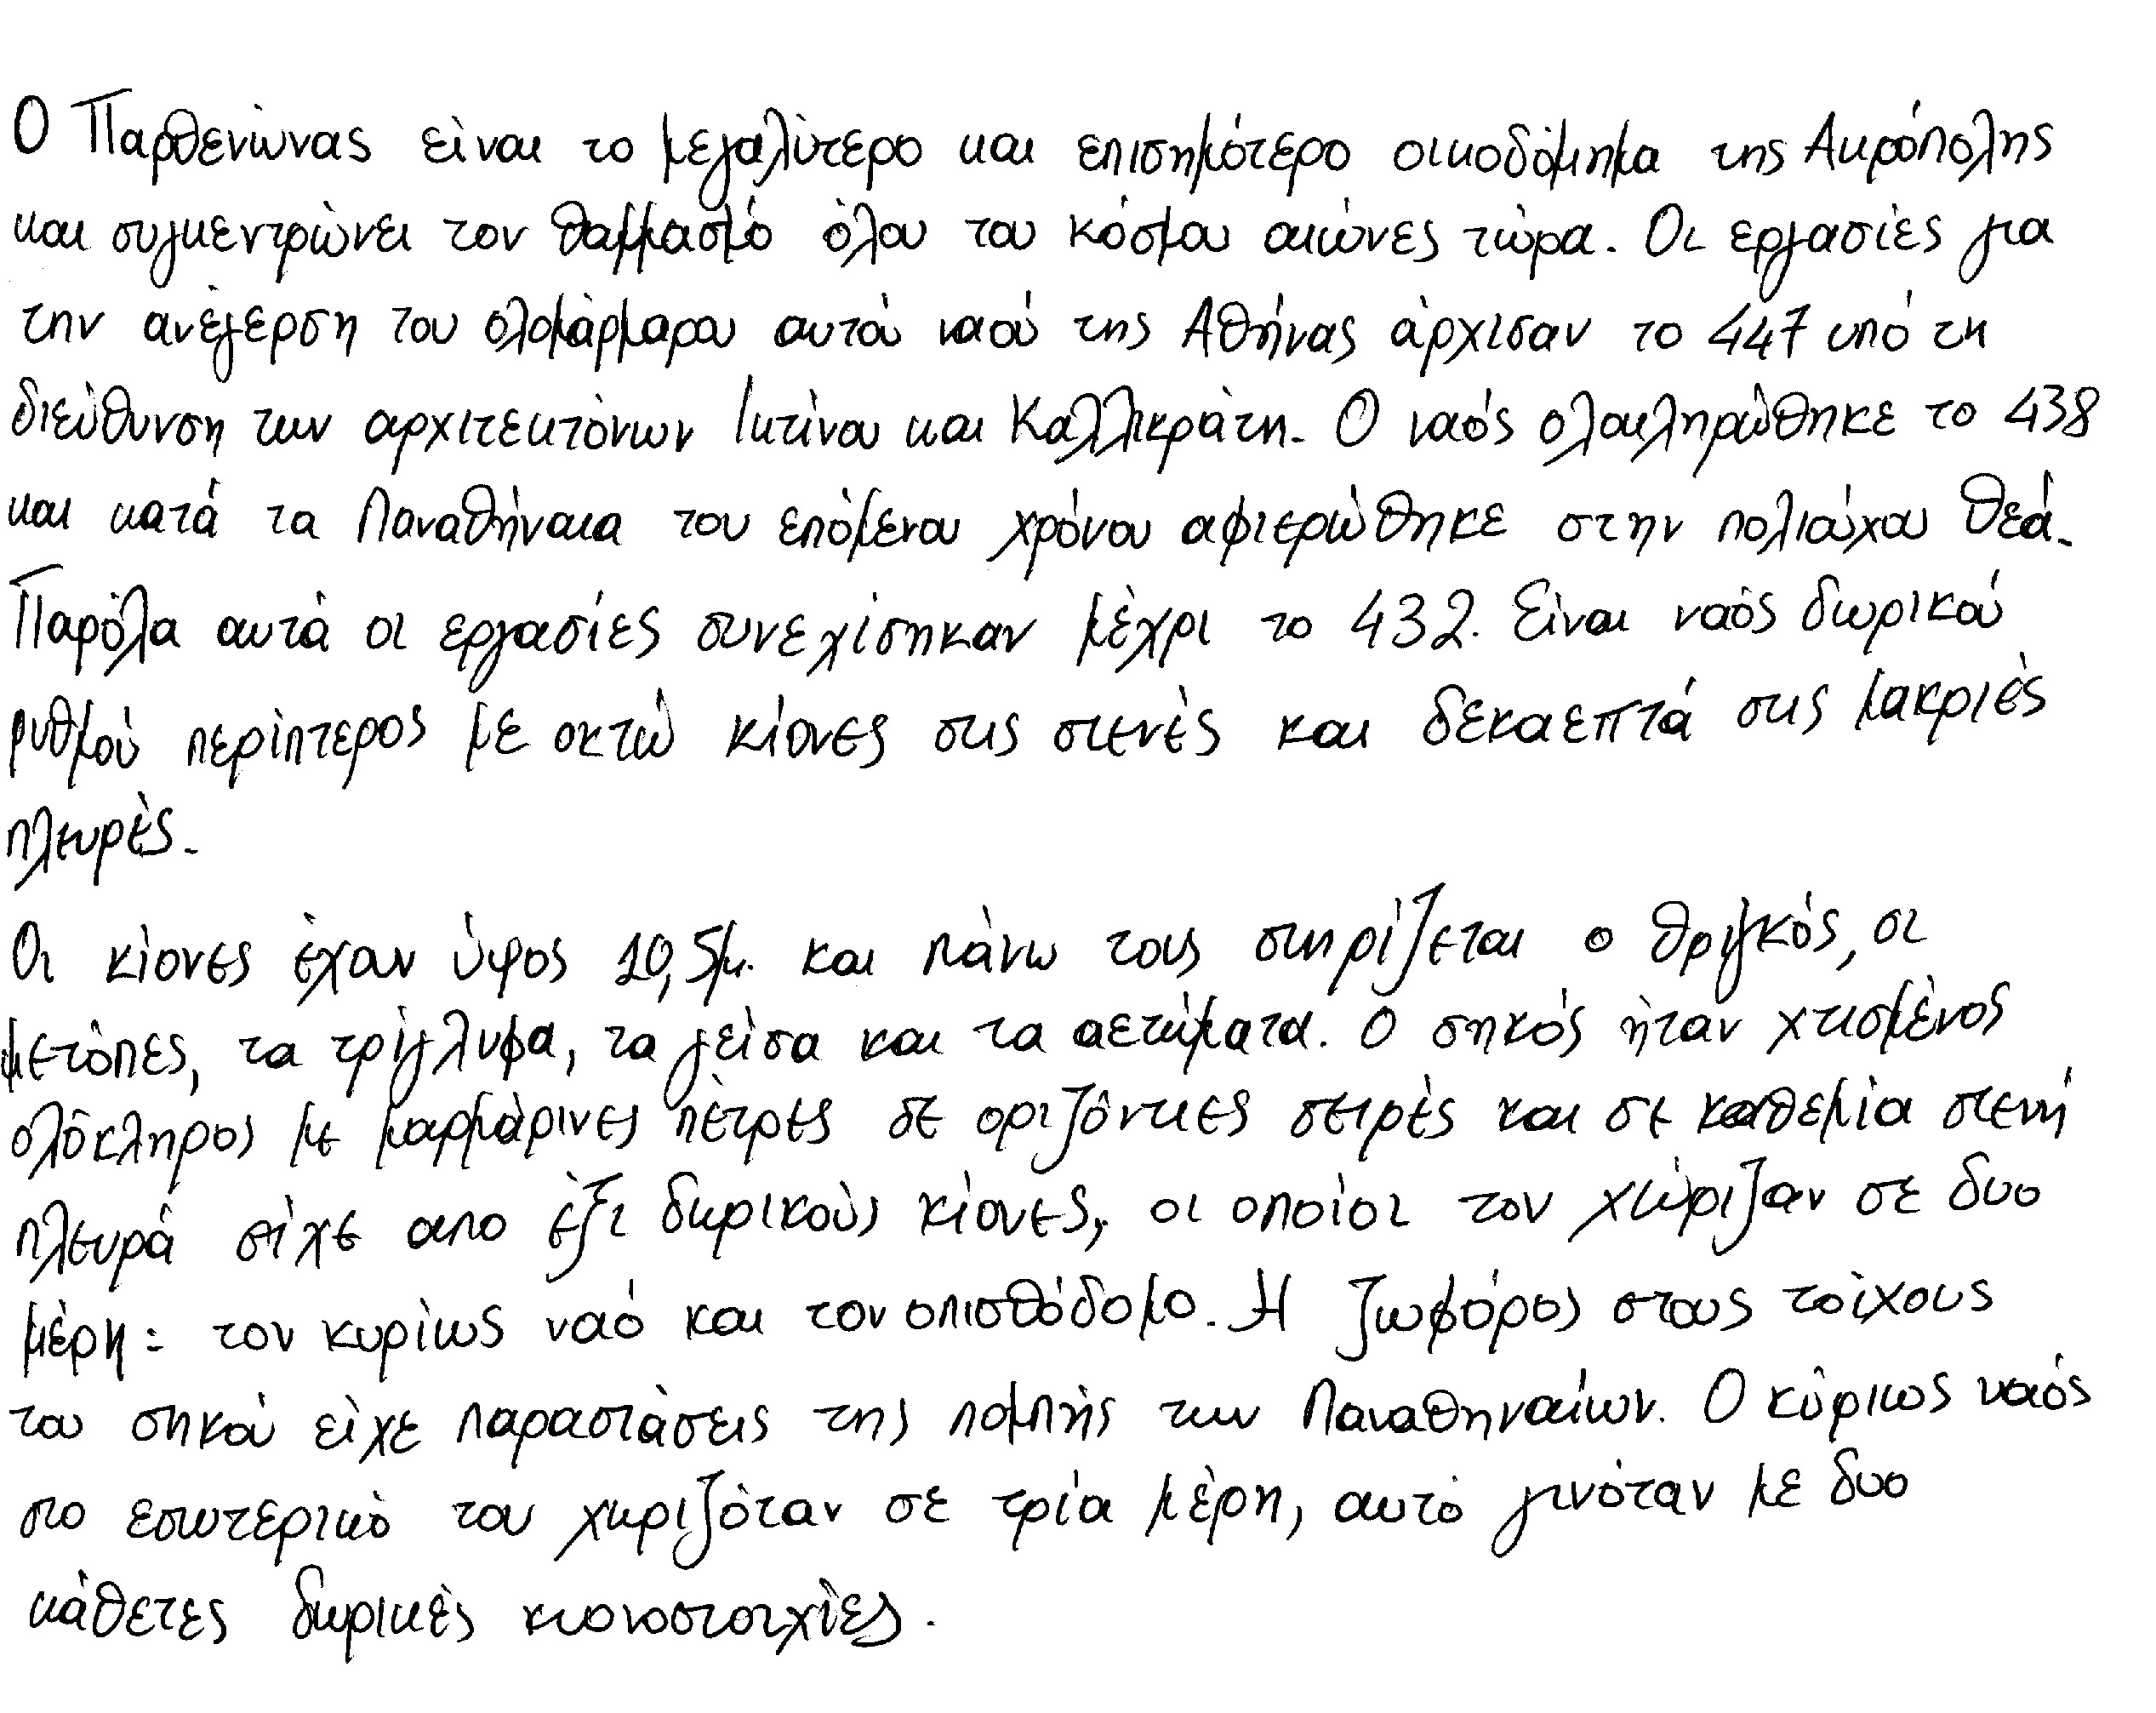 Ο Παρθενώνας είναι το μεγαλύτερο και επισημότερο οικοδόμημα της Ακρόπολης
και συγκεντρώνει τον θαμμασμό όλου του κόσμου αιώνες τώρα. Οι εργασίες για
την ανέγερση του ολομάρμαρου αυτού ναού της Αθήνας άρχισαν το 447 υπό τη
διεύθυνση των αρχιτεκτόνων Ικτίνου και Καλλικράτη. Ο ναός ολοκληρώθηκε το 438
και κατά τα Παναθήναια του επόμενου χρόνου αφιερώθηκε στην πολιούχου θεά.
Παρόλα αυτά οι εργασίες συνεχίσηκαν μέχρι το 432. Είναι ναός δωρικού
ρυθμού περίπτερος με οκτώ κίονες στις στενές και δεκαεπτά στις μακριές
πλευρές.
Οι κίονες έχουν ύψος 10,5μ. και πάνω τους στηρίζεται ο θριγκός, οι
μετόπες, τα τρίγλυφα, τα γείσα και τα αετώματα. Ο σηκός ήταν χτισμένος
ολόκληρος με μαρμάρινες πέτρες σε οριζόντιες σειρές και σε καθεμία στενή
πλευρά είχε απο έξι δωρικούς κίονες, οι οποίοι τον χώριζαν σε δυο
μέρη: τον κυρίως ναό και τον οπισθόδομο. Η ζωφόρος στους τοίχους
του σηκού είχε παραστάσεις της πομπής των Παναθηναίων. Ο κύριως ναός
στο εσωτερικό του χωριζόταν σε τρία μέρη, αυτό γινόταν με δυο
κάθετες δωρικές κιονοστοιχίες.